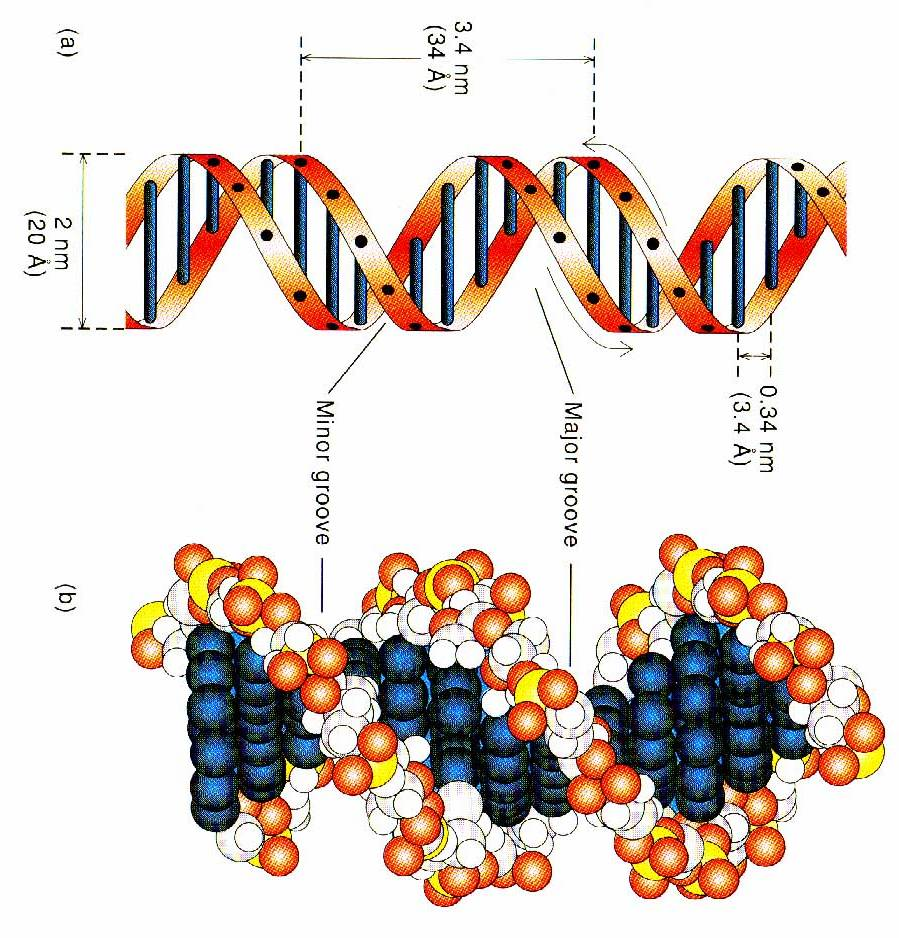 (a)
3.4 nm
(34 Å)
2 nm
(20 Å)
0.34 nm
(3.4 Å)
Minor groove
Major groove
(b)